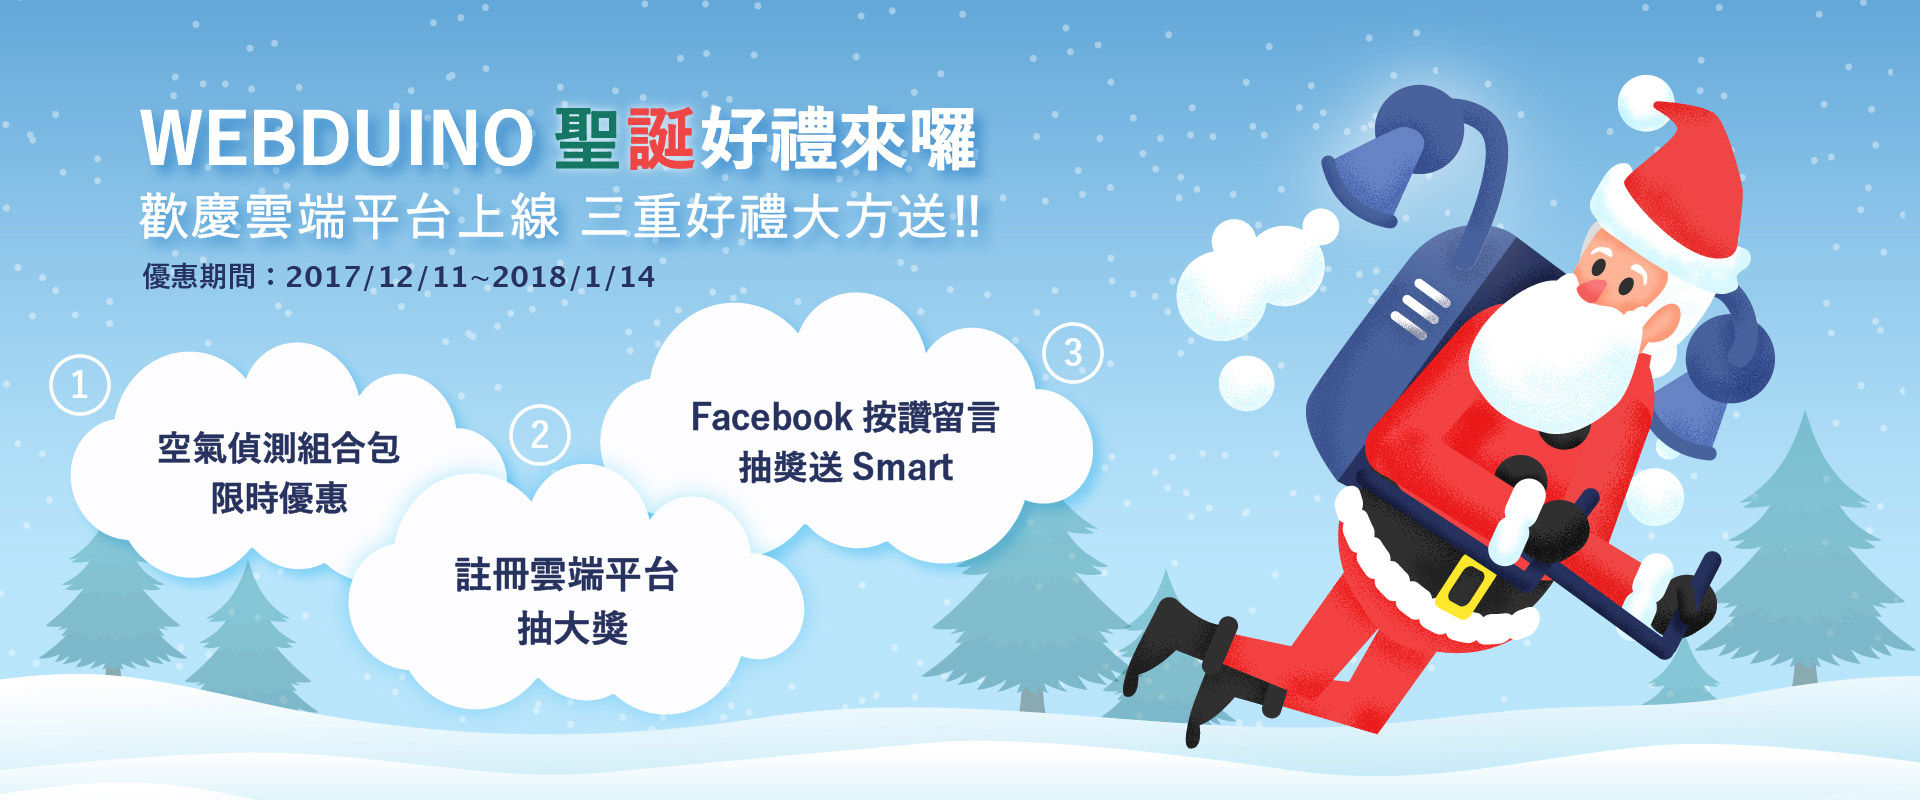 WEBDUINO 聖誕好禮來囉
歡慶雲端平台上線 三重好禮大方送!!
優惠期間：2017/12/11~2018/1/14
1
空氣偵測組合包
限時優惠
2
註冊雲端平台
抽大獎
3
Facebook 按讚留言
抽獎送 Smart